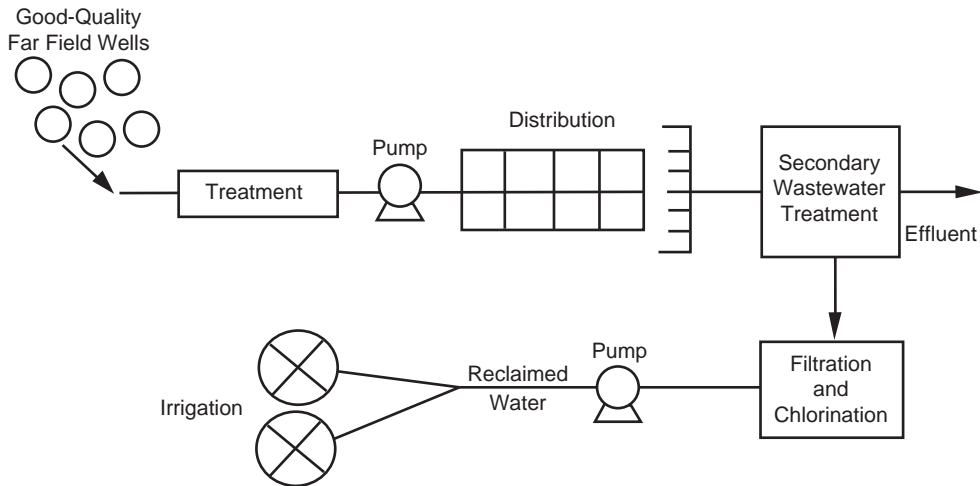 Good-Quality
Far Field Wells
Treatment
Pump
Distribution
Secondary
Wastewater
Treatment
Effluent
Irrigation
Reclaimed
Water
Pump
Filtration
and
Chlorination